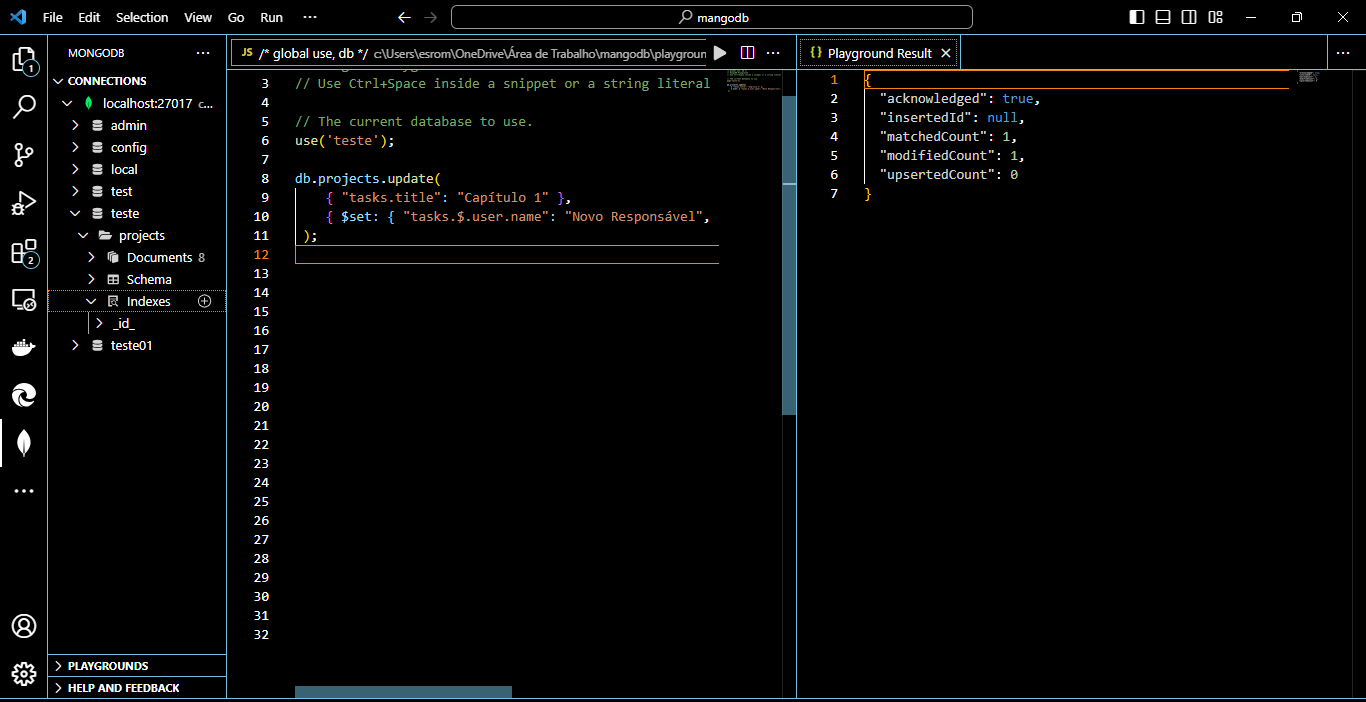 File Edit Selection View Go Run ··· mangodb
MONGODB ···
CONNECTIONS
localhost:27017 c...
admin
config
local
test
teste
projects
Documents 8
Schema
Indexes
_id_
teste01
PLAYGROUNDS
HELP AND FEEDBACK
1
2
JS /* global use, db */ c:\Users\esrom\OneDrive\Área de Trabalho\mangodb\playgroun
3 // Use Ctrl+Space inside a snippet or a string literal
4
5 // The current database to use.
6 use('teste');
7
8 db.projects.update(
9 { "tasks.title": "Capítulo 1" },
10 { $set: { "tasks.$.user.name": "Novo Responsável",
11 );
12
13
14
15
16
17
18
19
20
21
22
23
24
25
26
27
28
29
30
31
32
{} Playground Result
1 {
2 "acknowledged": true,
3 "insertedId": null,
4 "matchedCount": 1,
5 "modifiedCount": 1,
6 "upsertedCount": 0
7 }